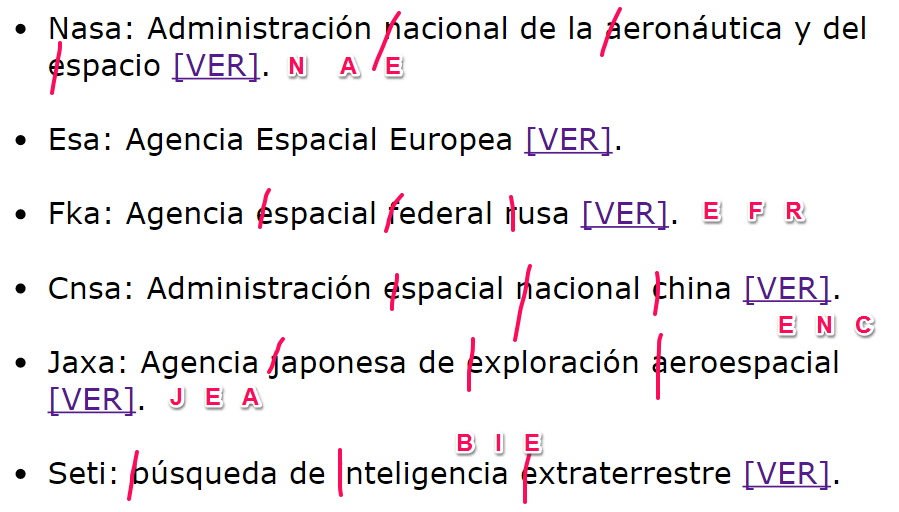 • Nasa: Administración nacional de la aeronáutica y del
espacio [VER]. N A E
• Esa: Agencia Espacial Europea [VER].
• Fka: Agencia espacial federal rusa [VER]. E F R
• Cnsa: Administración espacial nacional china [VER].
E N C
• Jaxa: Agencia japonesa de exploración aeroespacial
[VER]. J E A
B I E
• Seti: búsqueda de inteligencia extraterrestre [VER].